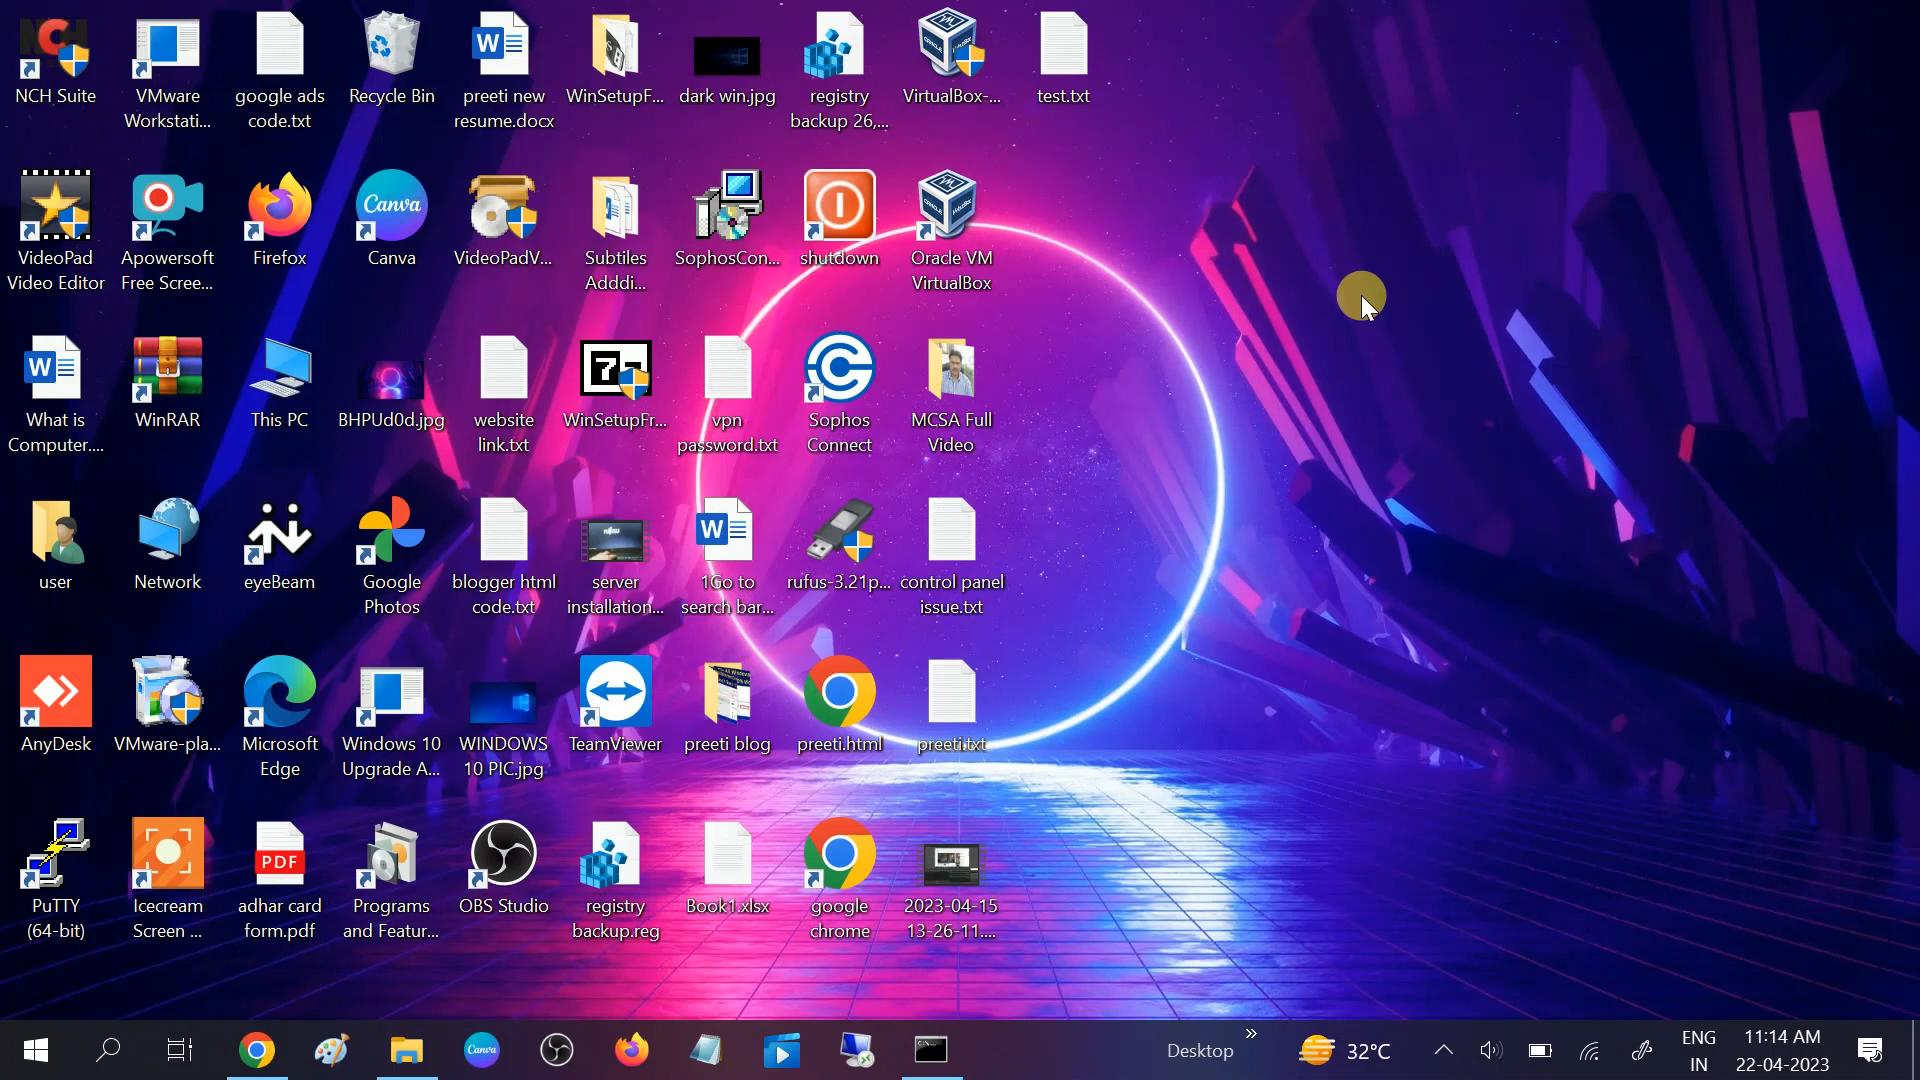 NCH Suite
VMware
Workstati...
google ads
code.txt
Recycle Bin
preeti new
resume.docx
WinSetupF...
dark win.jpg
registry
backup 26,...
VirtualBox-...
test.txt
VideoPad
Video Editor
Apowersoft
Free Scree...
Firefox
Canva
Canva
VideoPadV...
Subtiles
Adddi...
SophosCon...
shutdown
Oracle VM
VirtualBox
What is
Computer....
WinRAR
This PC
BHPUd0d.jpg
website
link.txt
WinSetupFr...
vpn
password.txt
Sophos
Connect
MCSA Full
Video
user
Network
eyeBeam
Google
Photos
blogger html
code.txt
server
installation...
1Go to
search bar...
rufus-3.21p...
control panel
issue.txt
AnyDesk
VMware-pla...
Microsoft
Edge
Windows 10
Upgrade A...
WINDOWS
10 PIC.jpg
TeamViewer
preeti blog
preeti.html
preeti.txt
PuTTY
(64-bit)
Icecream
Screen ...
PDF
adhar card
form.pdf
Programs
and Featur...
OBS Studio
registry
backup.reg
Book1.xlsx
google
chrome
2023-04-15
13-26-11....
Canva
Desktop
32°C
ENG
IN
11:14 AM
22-04-2023